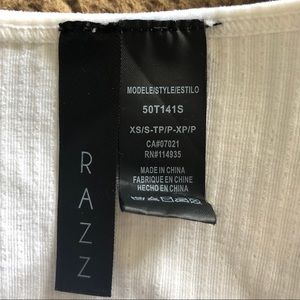 RAZZ
MODELE/STYLE/ESTILO
50T141S
XS/S-TP/P-XP/P
CA#07021
RN#114935
MADE IN CHINA
FABRIQUE EN CHINE
HECHO EN CHINA